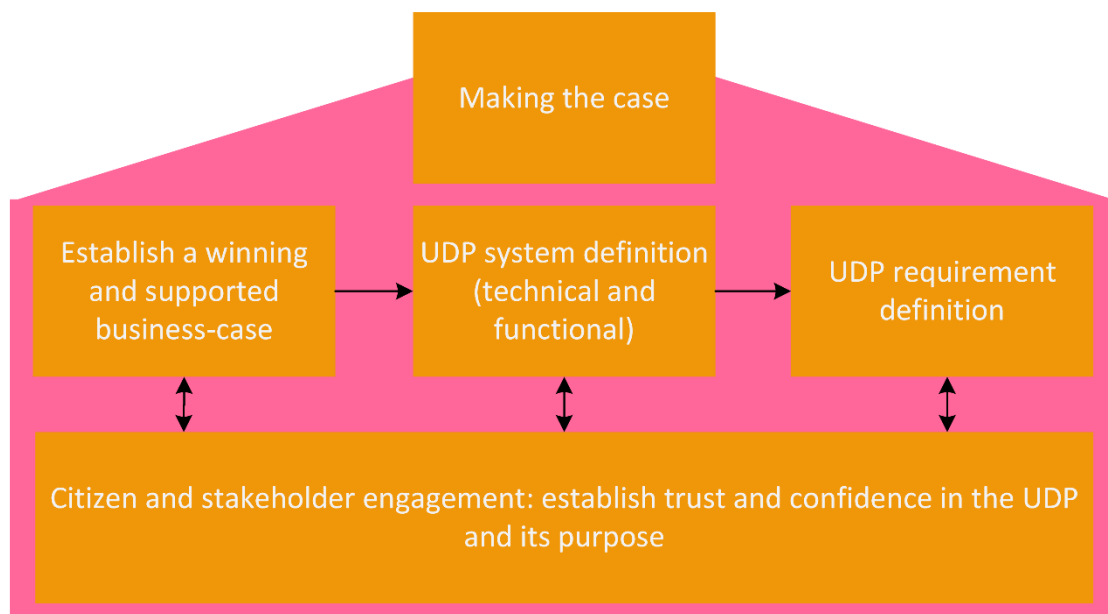 Making the case
Establish a winning
and supported
business-case
UDP system definition
(technical and
functional)
UDP requirement
definition
Citizen and stakeholder engagement: establish trust and confidence in the UDP
and its purpose